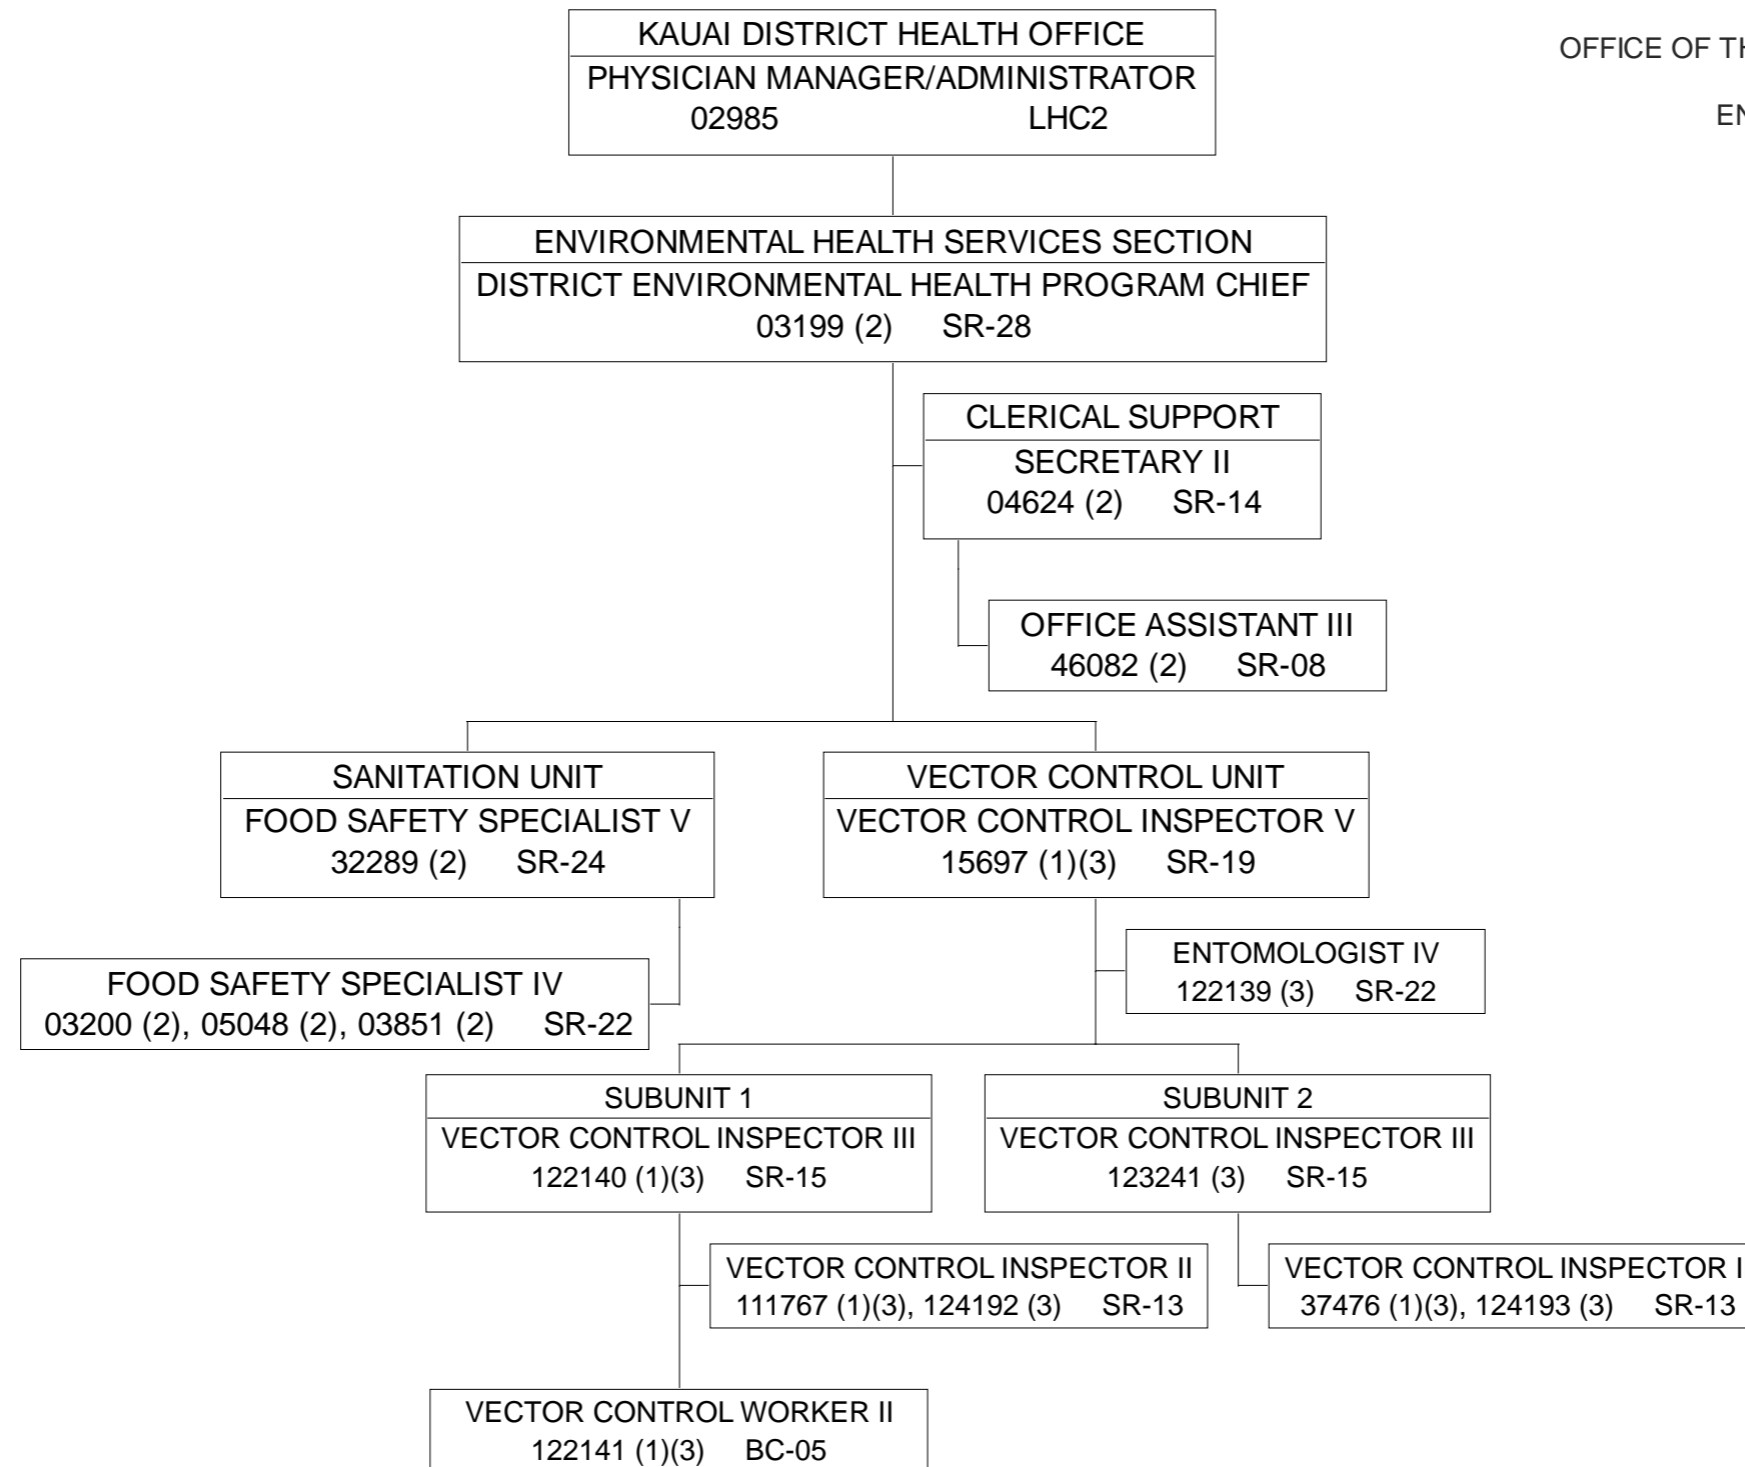 KAUAI DISTRICT HEALTH OFFICE
PHYSICIAN MANAGER/ADMINISTRATOR
02985 LHC2
OFFICE OF
ENVIRONMENTAL HEALTH SERVICES SECTION
DISTRICT ENVIRONMENTAL HEALTH PROGRAM CHIEF
03199 (2) SR-28
CLERICAL SUPPORT
SECRETARY II
04624 (2) SR-14
OFFICE ASSISTANT III
46082 (2) SR-08
SANITATION UNIT
FOOD SAFETY SPECIALIST V
32289 (2) SR-24
VECTOR CONTROL UNIT
VECTOR CONTROL INSPECTOR V
15697 (1)(3) SR-19
ENTOMOLOGIST IV
122139 (3) SR-22
FOOD SAFETY SPECIALIST IV
03200 (2), 05048 (2), 03851 (2) SR-22
SUBUNIT 1
VECTOR CONTROL INSPECTOR III
122140 (1)(3) SR-15
SUBUNIT 2
VECTOR CONTROL INSPECTOR III
123241 (3) SR-15
VECTOR CONTROL INSPECTOR II
111767 (1)(3), 124192 (3) SR-13
VECTOR CONTROL INSPECTOR I
37476 (1)(3), 124193 (3) SR-13
VECTOR CONTROL WORKER II
122141 (1)(3) BC-05